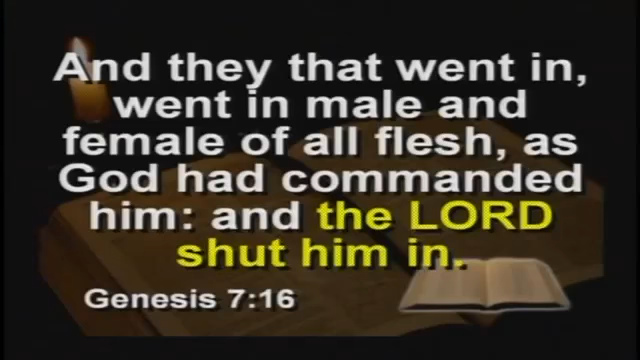 And they that went in,
went in male and
female of all flesh, as
God had commanded
him: and the LORD
shut him in.
Genesis 7:16